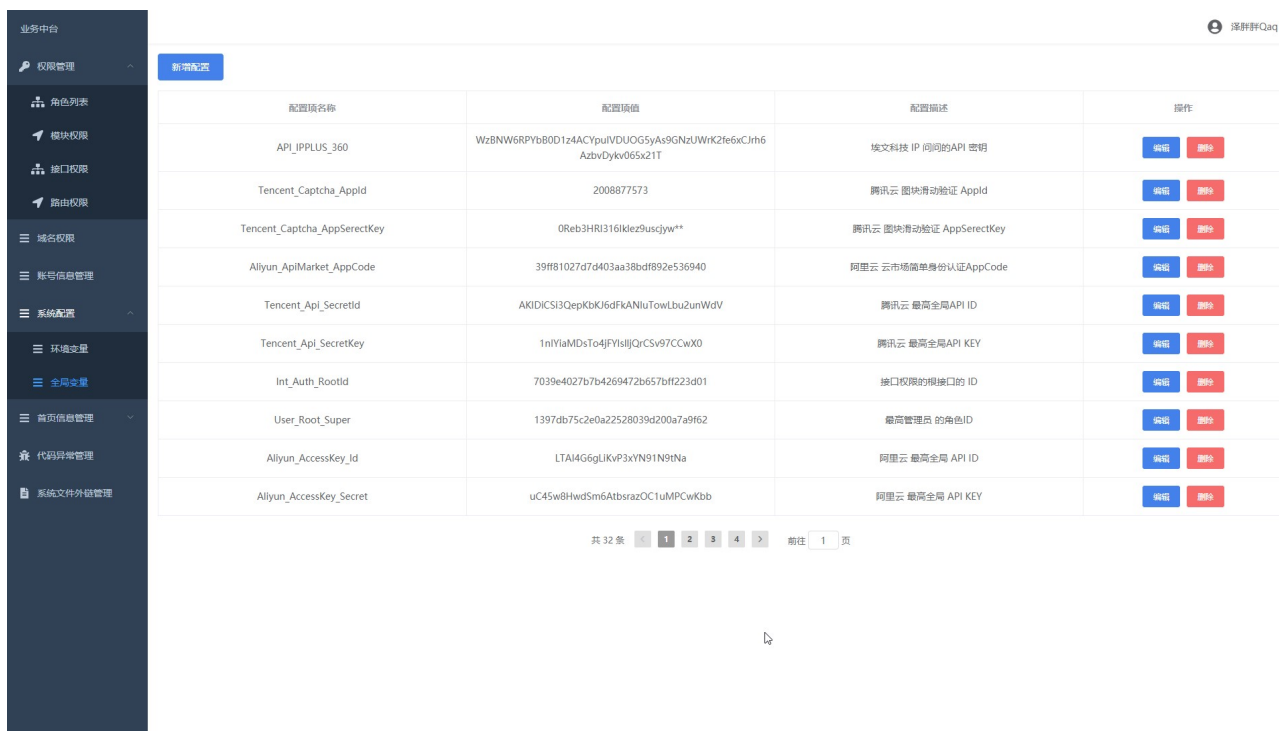 业务中台
泽胖胖Qaq
权限管理
角色列表
模块权限
接口权限
路由权限
域名权限
账号信息管理
系统配置
环境变量
全局变量
首页信息管理
代码异常管理
系统文件外链管理
新增配置
配置项名称 配置项值 配置描述 操作
API_IPPLUS_360 WzBNW6RPYbB0D1z4ACYpuIVDUOG5yAs9GNzUWrK2fe6xCJrh6 埃文科技 IP 问问的API 密钥 编辑 删除
AzbvDykv065x21T
Tencent_Captcha_AppId 2008877573 腾讯云 图块滑动验证 AppId 编辑 删除
Tencent_Captcha_AppSerectKey 0Reb3HRI316Iklez9uscjyw** 腾讯云 图块滑动验证 AppSerectKey 编辑 删除
Aliyun_ApiMarket_AppCode 39ff81027d7d403aa38bdf892e536940 阿里云 云市场简单身份认证AppCode 编辑 删除
Tencent_Api_SecretId AKIDiCSI3QepKbKJ6dFkANIuTowLbu2unWdV 腾讯云 最高全局API ID 编辑 删除
Tencent_Api_SecretKey 1nIYiaMDsTo4jFYIsIljQrCSv97CCwX0 腾讯云 最高全局API KEY 编辑 删除
Int_Auth_RootId 7039e4027b7b4269472b657bff223d01 接口权限的根接口的 ID 编辑 删除
User_Root_Super 1397db75c2e0a22528039d200a7a9f62 最高管理员 的角色ID 编辑 删除
Aliyun_AccessKey_Id LTAI4G6gLiKvP3xYN91N9tNa 阿里云 最高全局 API ID 编辑 删除
Aliyun_AccessKey_Secret uC45w8HwdSm6AtbsrazOC1uMPCwKbb 阿里云 最高全局 API KEY 编辑 删除
共 32 条 < 1 2 3 4 > 前往 1 页